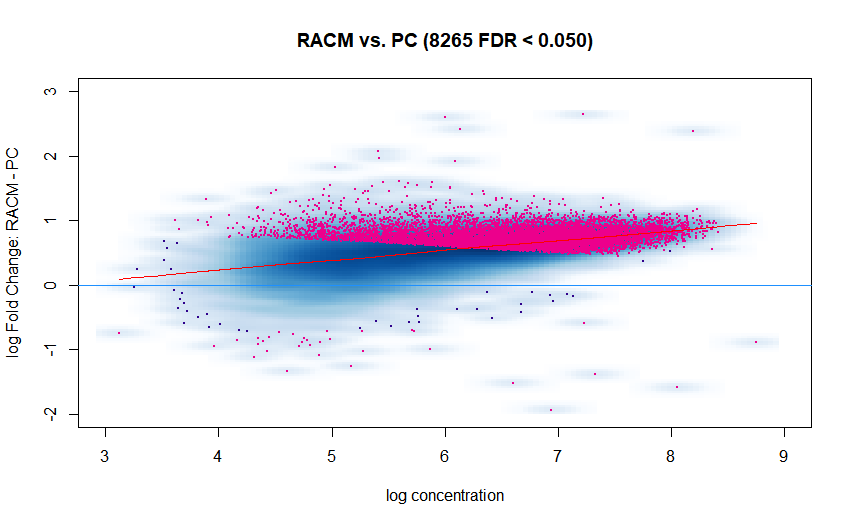 RACM vs. PC (8265 FDR < 0.050)
log Fold Change: RACM - PC
3
2
1
0
-1
-2
3 4 5 6 7 8 9
log concentration